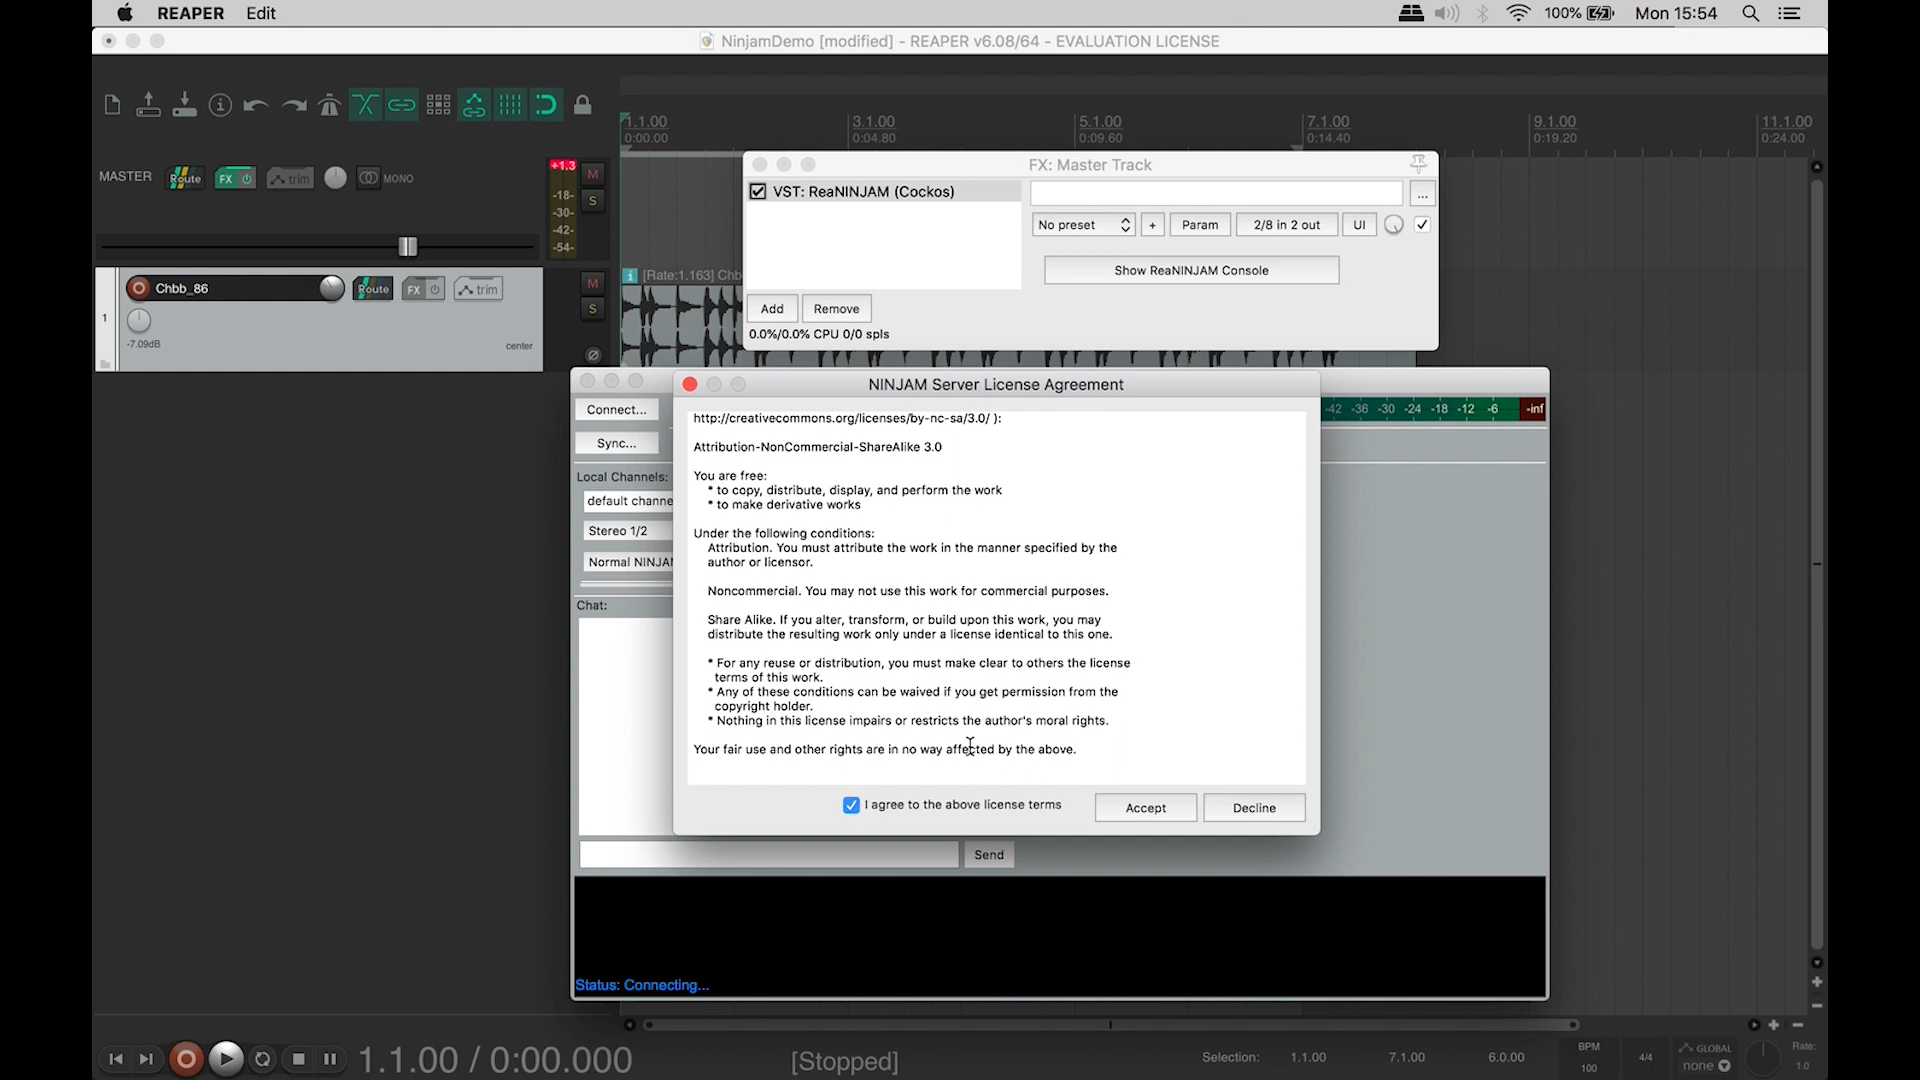 REAPER Edit
100% Mon 15:54
NinjamDemo [modified] - REAPER v6.08/64 - EVALUATION LICENSE
1.1.00 3.1.00 5.1.00 7.1.00 9.1.00 11.1.00
0:00.00 0:04.80 0:09.60 0:14.40 0:19.20 0:24.00
MASTER Route FX trim MONO
+1.3 M
-18- S
-30-
-42-
-54-
FX: Master Track
VST: ReaNINJAM (Cockos)
...
No preset + Param 2/8 in 2 out UI
Show ReaNINJAM Console
Add Remove
0.0%/0.0% CPU 0/0 spls
[Rate:1.163] Chb
1 Chbb_86 Route FX trim M
S
-7.09dB center Ø
NINJAM Server License Agreement
Connect...
-42 -36 -30 -24 -18 -12 -6 -inf
Sync...
Local Channels:
default channe
Stereo 1/2
Normal NINJA
Chat:
http://creativecommons.org/licenses/by-nc-sa/3.0/ ):
Attribution-NonCommercial-ShareAlike 3.0
You are free:
* to copy, distribute, display, and perform the work
* to make derivative works
Under the following conditions:
Attribution. You must attribute the work in the manner specified by the
author or licensor.
Noncommercial. You may not use this work for commercial purposes.
Share Alike. If you alter, transform, or build upon this work, you may
distribute the resulting work only under a license identical to this one.
* For any reuse or distribution, you must make clear to others the license
terms of this work.
* Any of these conditions can be waived if you get permission from the
copyright holder.
* Nothing in this license impairs or restricts the author's moral rights.
Your fair use and other rights are in no way affected by the above.
I agree to the above license terms Accept Decline
Send
Status: Connecting...
1.1.00 / 0:00.000 [Stopped]
Selection: 1.1.00 7.1.00 6.0.00
BPM
100
4/4
GLOBAL
none
Rate:
1.0